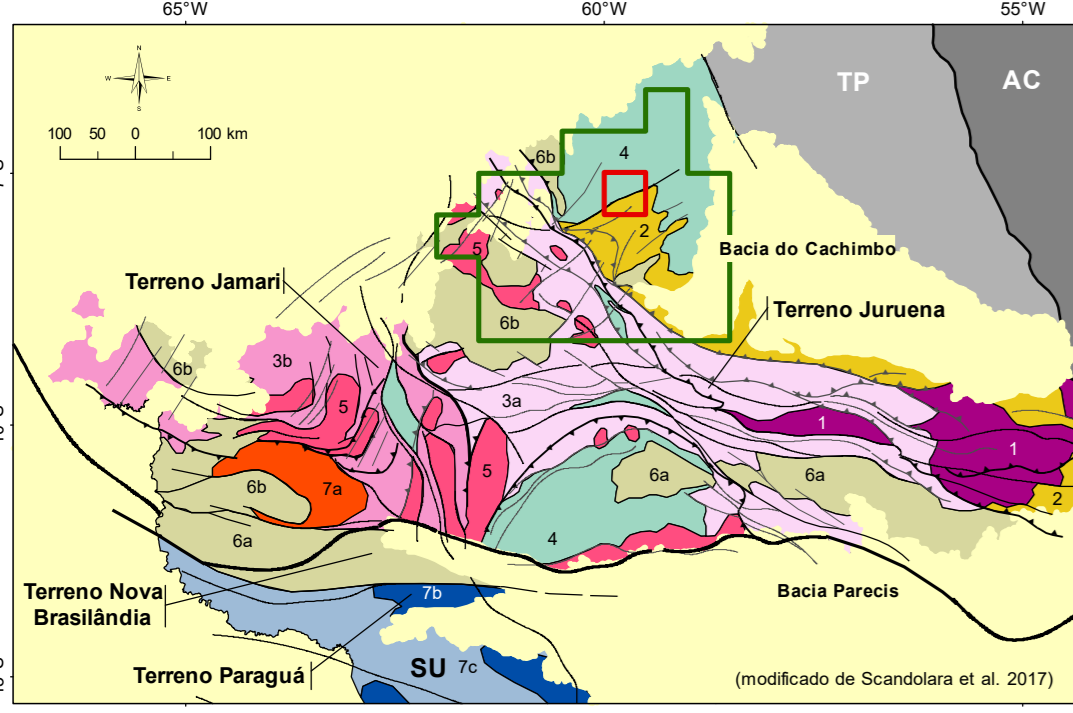 65°W
60°W
55°W
N
W
E
S
TP
AC
100 50 0 100 km
6b
4
2
5
Bacia do Cachimbo
Terreno Jamari
Terreno Juruena
6b
3b
6b
3a
5
1
1
5
6a
6a
6b
7a
2
6a
4
Terreno Nova
Brasilândia
7b
Bacia Parecis
Terreno Paraguá
SU
7c
(modificado de Scandolara et al. 2017)